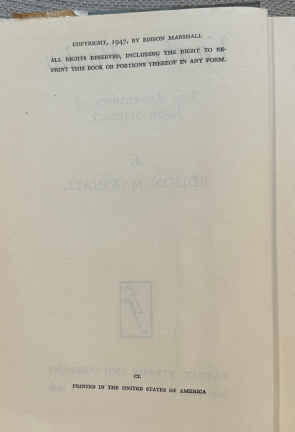 COPYRIGHT, 1947, BY EDISON MARSHALL
ALL RIGHTS RESERVED, INCLUDING THE RIGHT TO RE-
PRINT THIS BOOK OR PORTIONS THEREOF IN ANY FORM.
CE
PRINTED IN THE UNITED STATES OF AMERICA